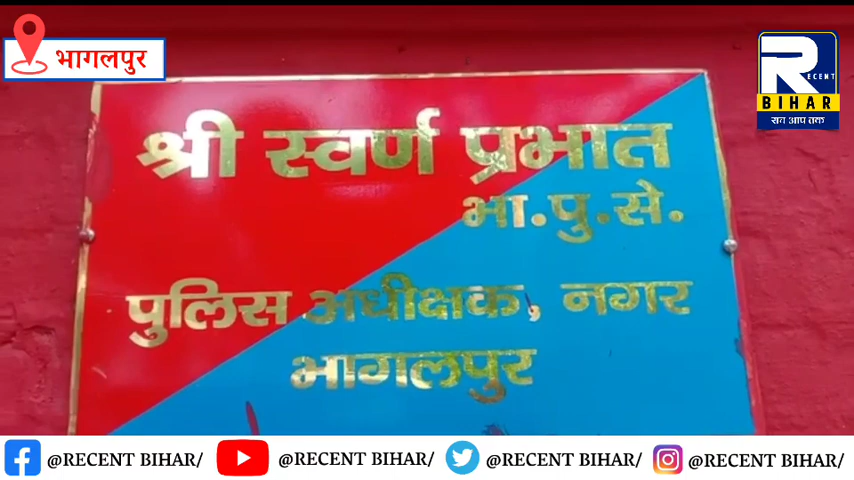 भागलपुर
RECENT
BIHAR
सच आप तक
श्री स्वर्ण प्रभात
भा.पु.से.
पुलिस अधीक्षक, नगर
भागलपुर
@RECENT BIHAR/
@RECENT BIHAR/
@RECENT BIHAR/
@RECENT BIHAR/